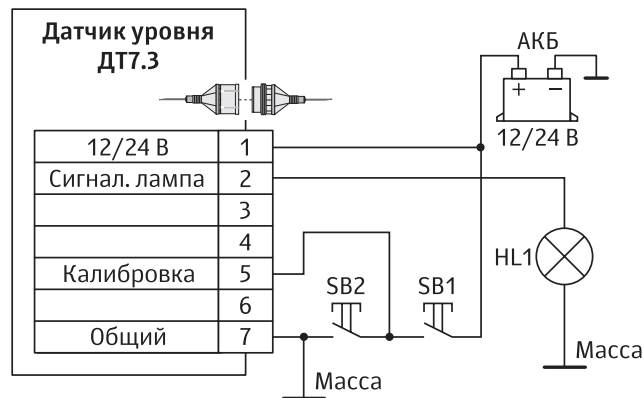 Датчик уровня
ДТ7.3
АКБ
+ −
12/24 В
12/24 В 1
Сигнал. лампа 2
3
4
Калибровка 5
6
Общий 7
SB2
SB1
HL1
Масса
Масса